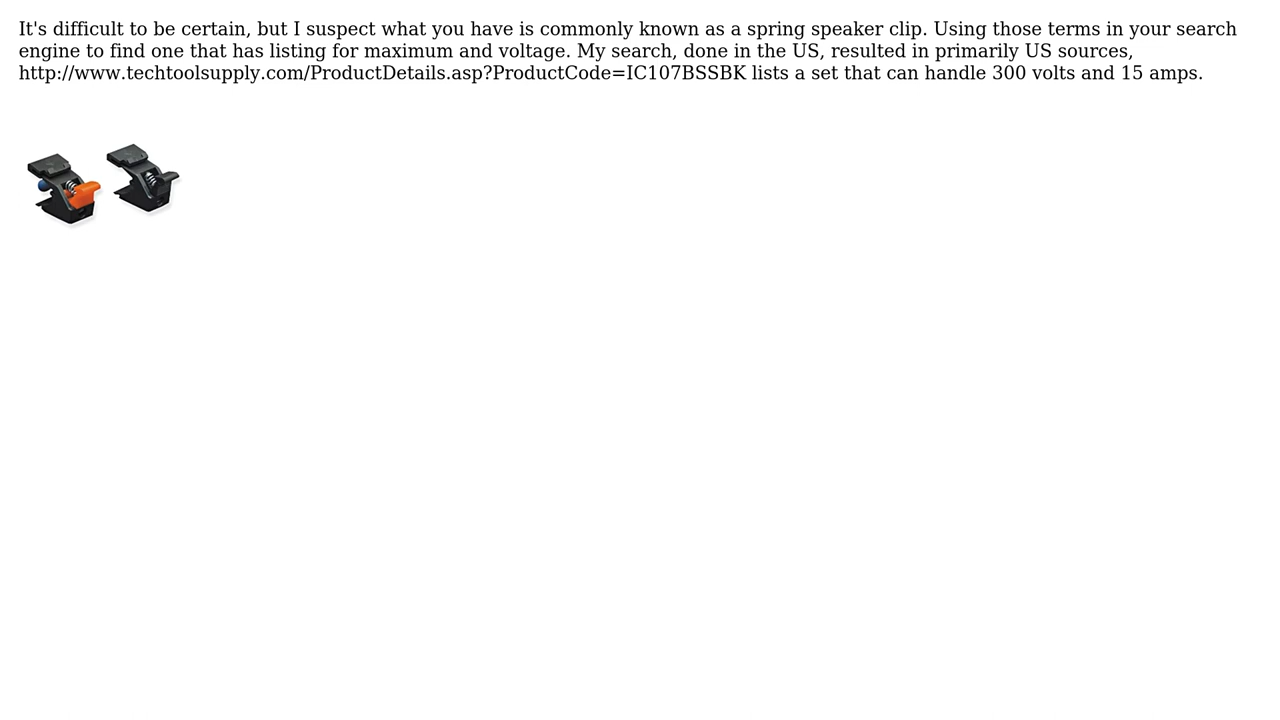 It's difficult to be certain, but I suspect what you have is commonly known as a spring speaker clip. Using those terms in your search
engine to find one that has listing for maximum and voltage. My search, done in the US, resulted in primarily US sources,
http://www.techtoolsupply.com/ProductDetails.asp?ProductCode=IC107BSSBK lists a set that can handle 300 volts and 15 amps.